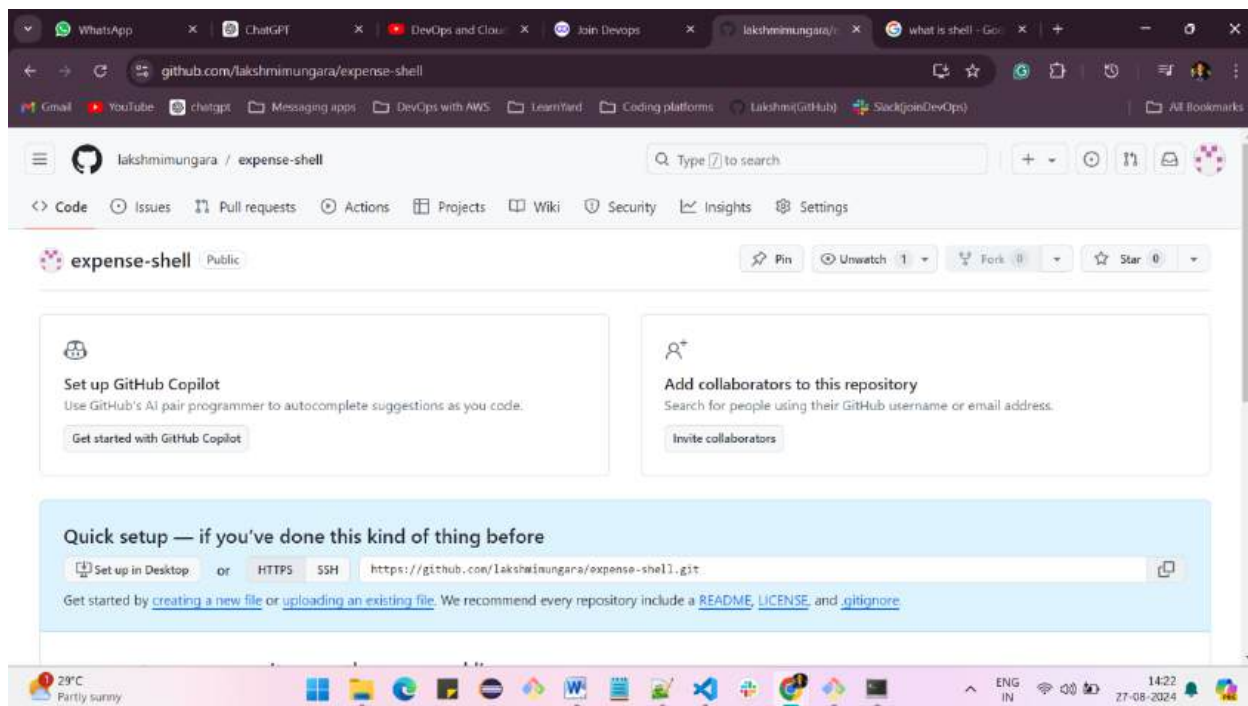 WhatsApp ChatGPT DevOps and Clou Join Devops lakshmimungara/e what is shell - Goo
github.com/lakshmimungara/expense-shell
Gmail YouTube chatgpt Messaging apps DevOps with AWS LearnYard Coding platforms Lakshmi(GitHub) Slack(joinDevOps) All Bookmarks
lakshmimungara / expense-shell Type / to search
Code Issues Pull requests Actions Projects Wiki Security Insights Settings
expense-shell Public Pin Unwatch 1 Fork 0 Star 0
Set up GitHub Copilot
Use GitHub's AI pair programmer to autocomplete suggestions as you code.
Get started with GitHub Copilot
Add collaborators to this repository
Search for people using their GitHub username or email address.
Invite collaborators
Quick setup — if you've done this kind of thing before
Set up in Desktop or HTTPS SSH https://github.com/lakshmimungara/expense-shell.git
Get started by creating a new file or uploading an existing file. We recommend every repository include a README, LICENSE, and .gitignore.
29°C
Partly sunny
ENG
IN
14:22
27-08-2024